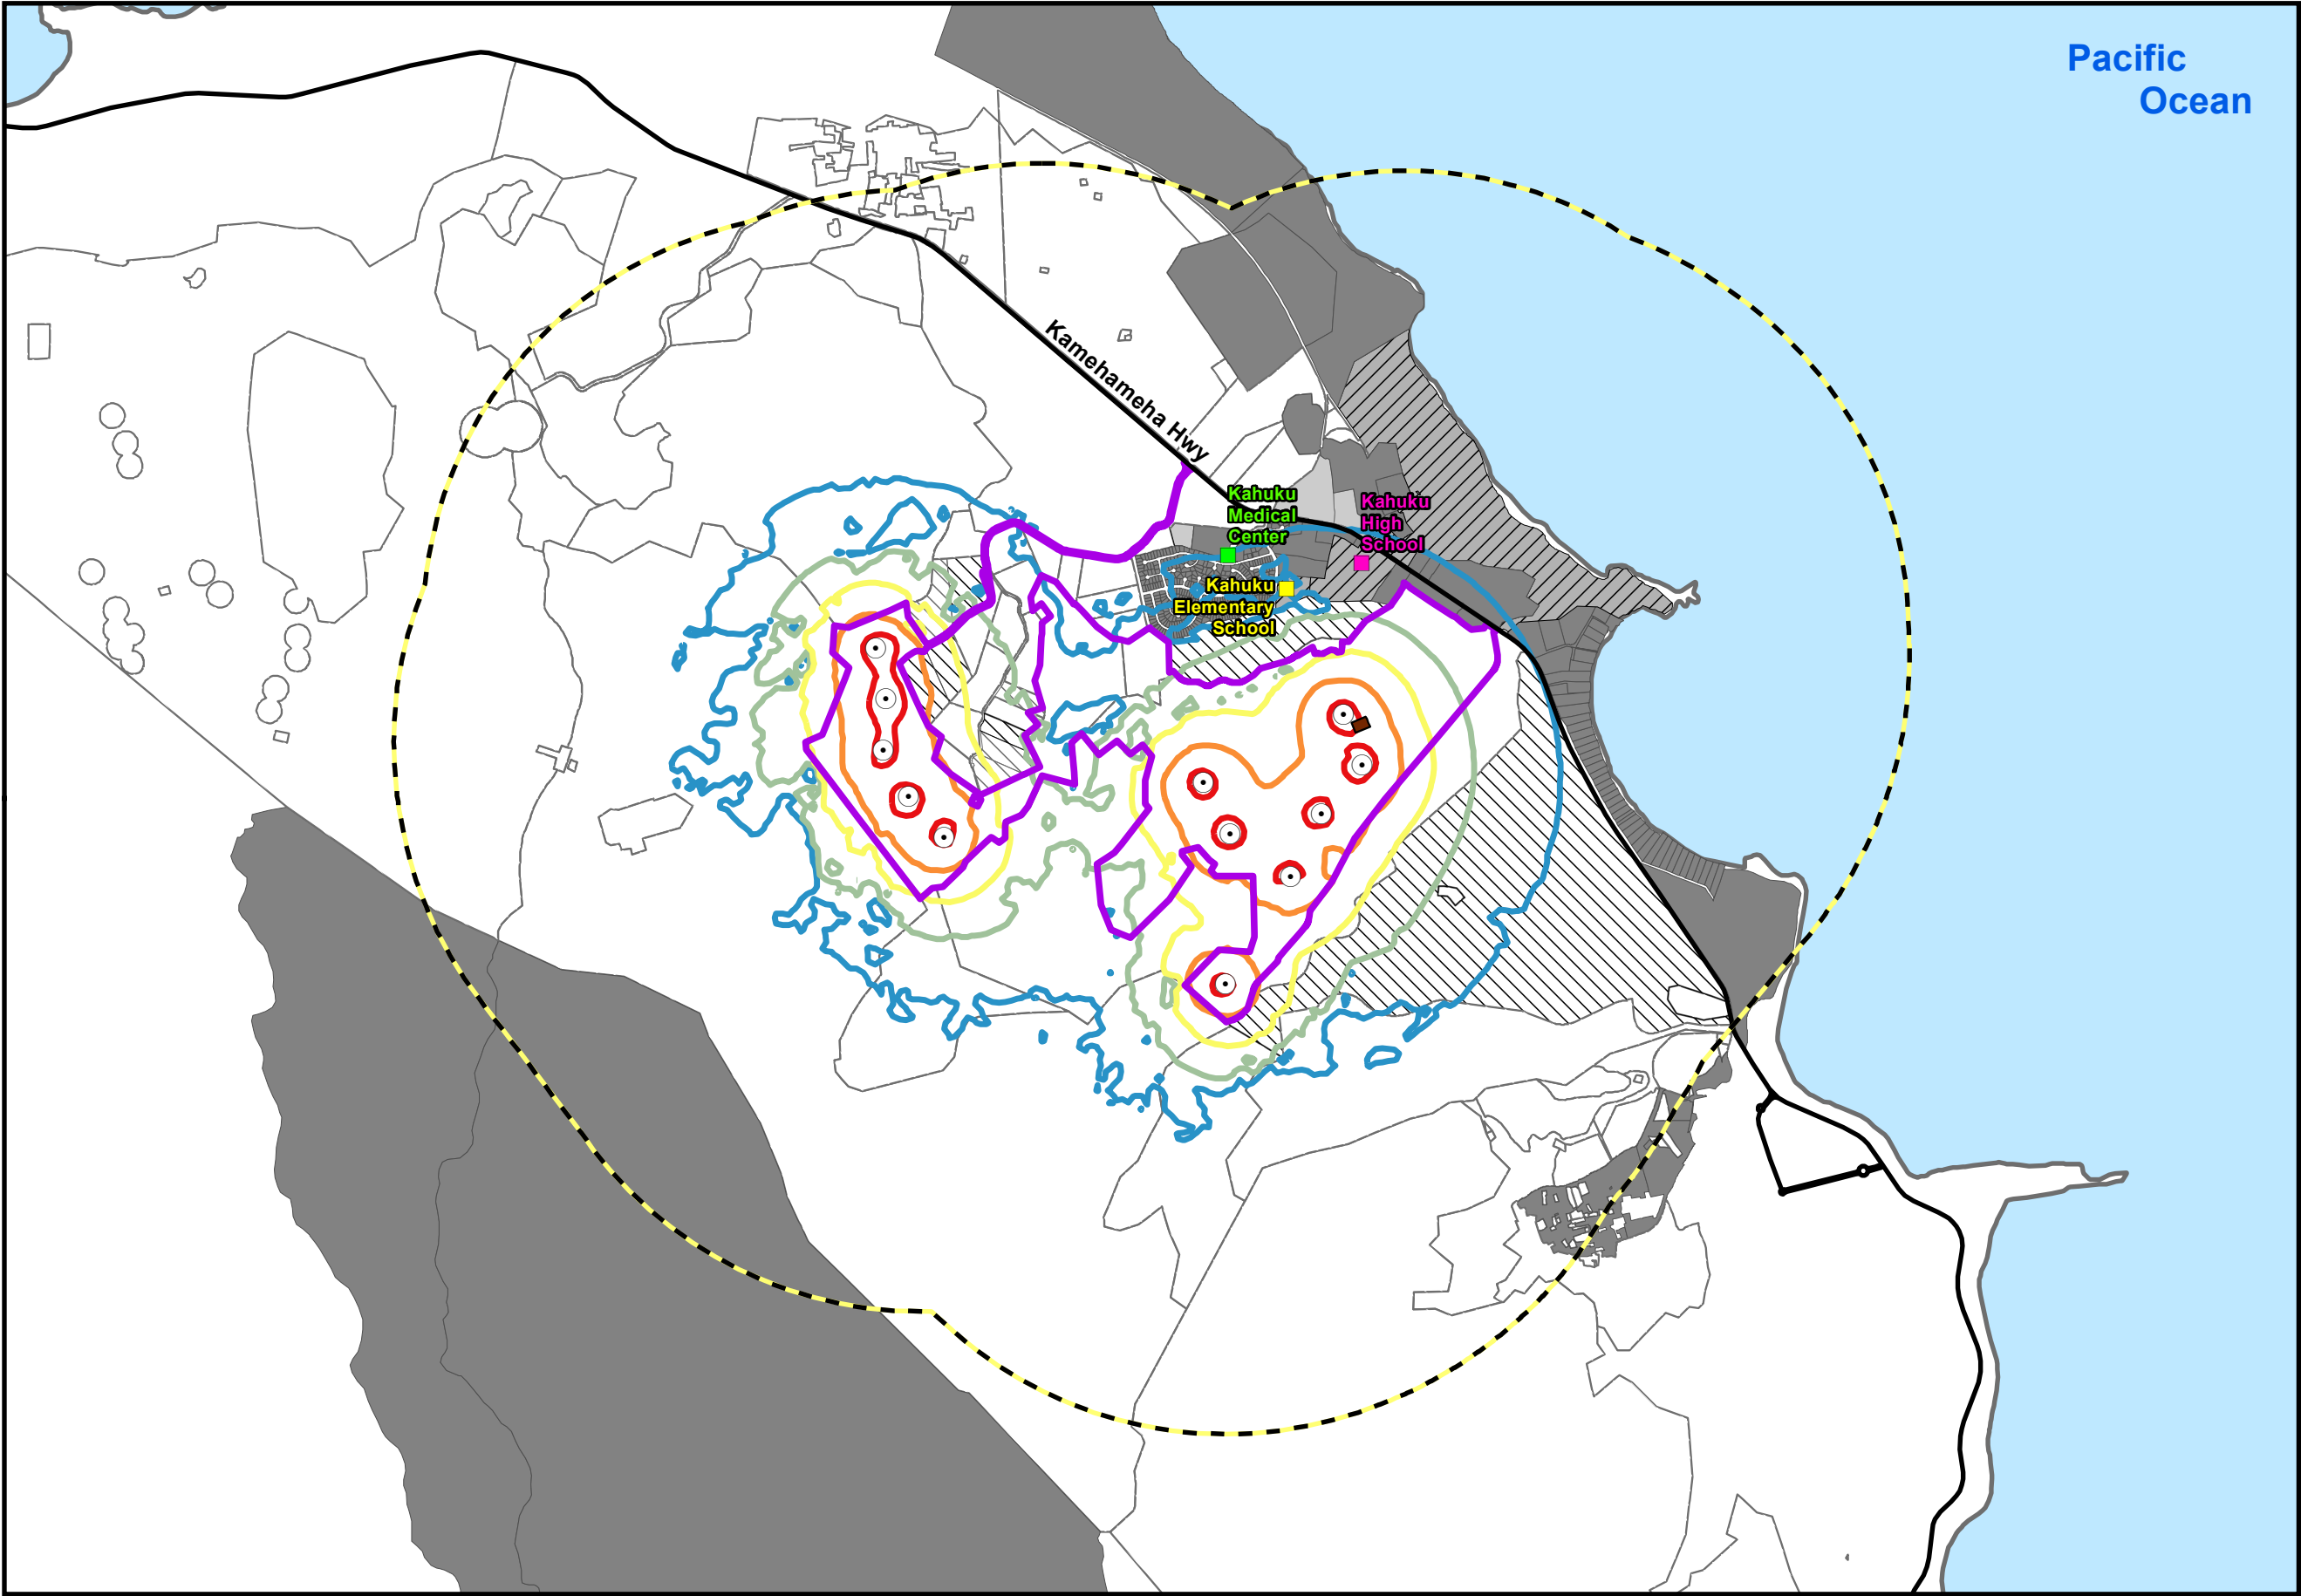 Pacific
Ocean
Kamehameha Hwy
Kahuku
Medical
Center
Kahuku
High
School
Kahuku
Elementary
School